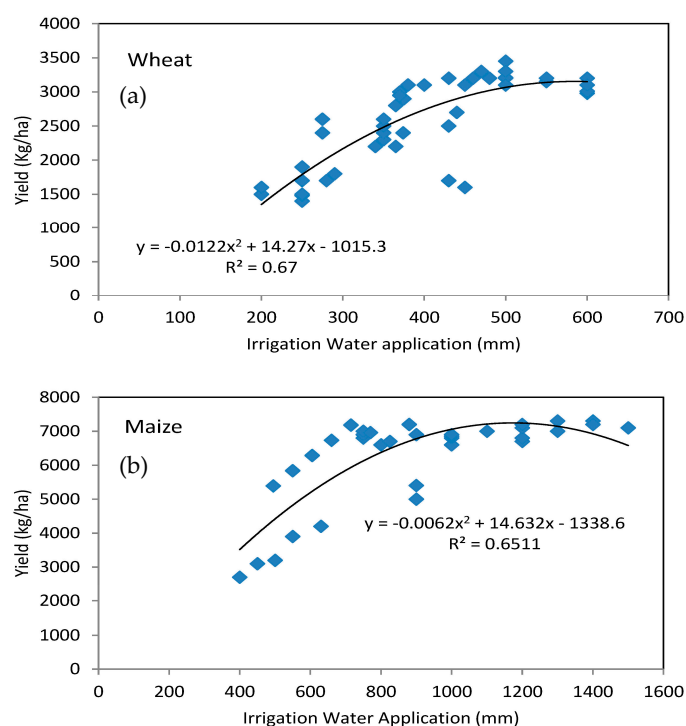 4000
3500
3000
2500
2000
1500
1000
500
0
Yield (Kg/ha)
Wheat
(a)
y = -0.0122x² + 14.27x - 1015.3
R² = 0.67
0 100 200 300 400 500 600 700
Irrigation Water application (mm)
8000
7000
6000
5000
4000
3000
2000
1000
0
Yield (kg/ha)
Maize
(b)
y = -0.0062x² + 14.632x - 1338.6
R² = 0.6511
0 200 400 600 800 1000 1200 1400 1600
Irrigation Water Application (mm)